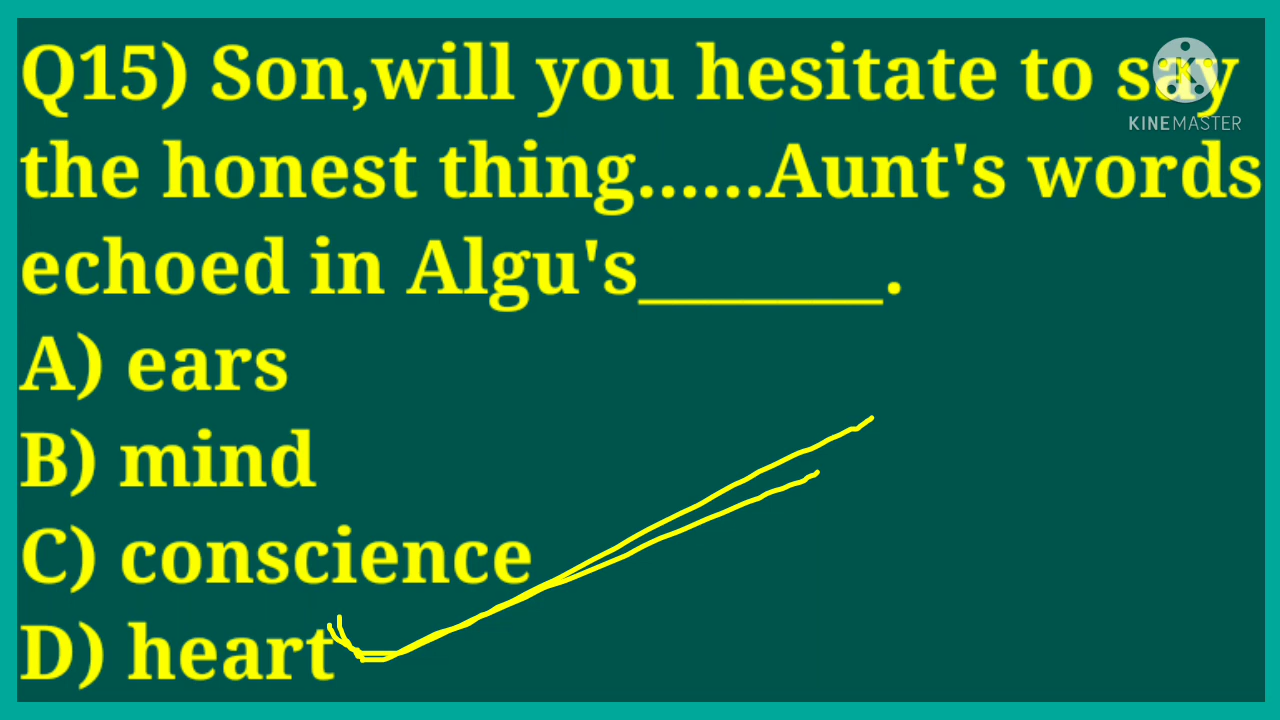 Q15) Son,will you hesitate to say
KINEMASTER
the honest thing......Aunt's words
echoed in Algu's_______.
A) ears
B) mind
C) conscience
D) heart